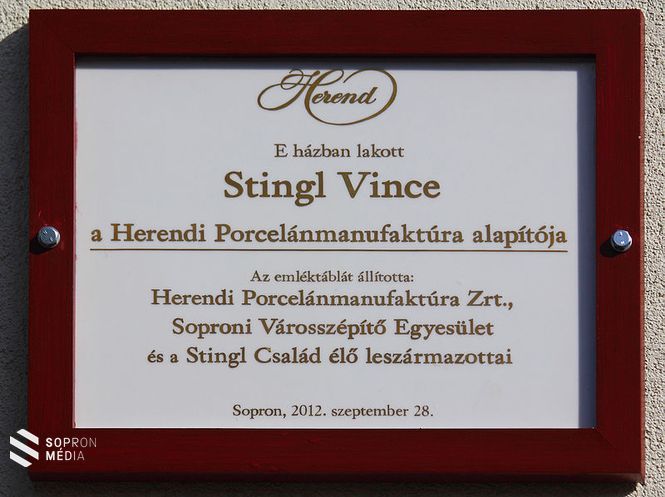 Herend
E házban lakott
Stingl Vince
a Herendi Porcelánmanufaktúra alapítója
Az emléktáblát állította:
Herendi Porcelánmanufaktúra Zrt.,
Soproni Városszépítő Egyesület
és a Stingl Család élő leszármazottai
Sopron, 2012. szeptember 28.
SOPRON
MÉDIA